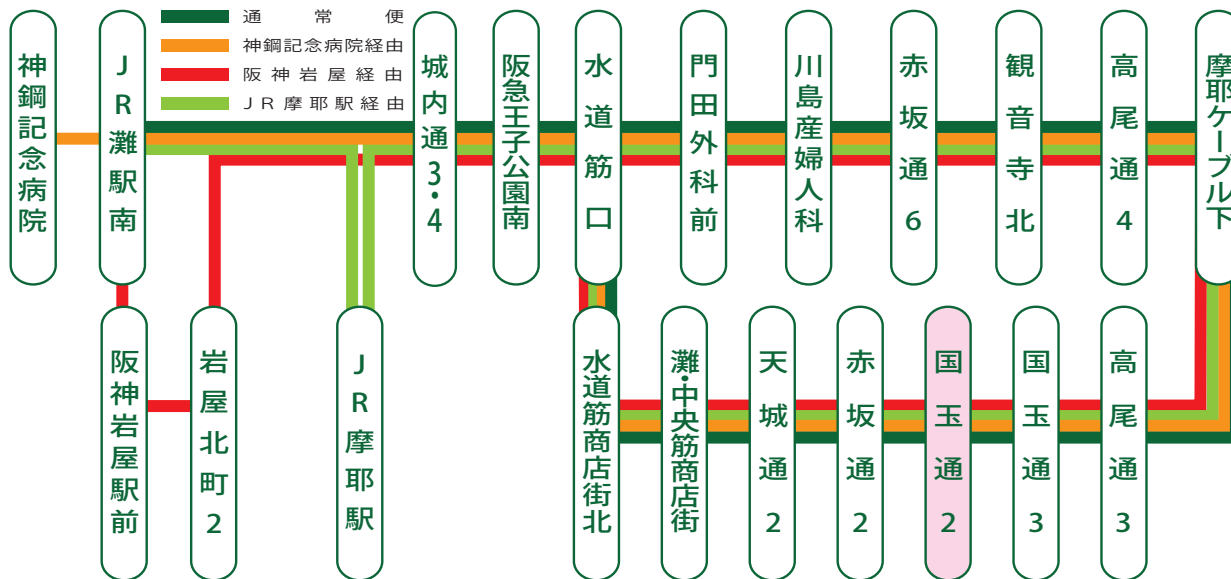 通常便
神鋼記念病院経由
阪神岩屋経由
JR摩耶駅経由
神鋼記念病院
JR灘駅南
城内通3・4
阪急王子公園南
水道筋口
門田外科前
川島産婦人科
赤坂通6
観音寺北
高尾通4
摩耶ケーブル下
阪神岩屋駅前
岩屋北町2
JR摩耶駅
水道筋商店街北
灘・中央筋商店街
天城通2
赤坂通2
国玉通2
国玉通3
高尾通3